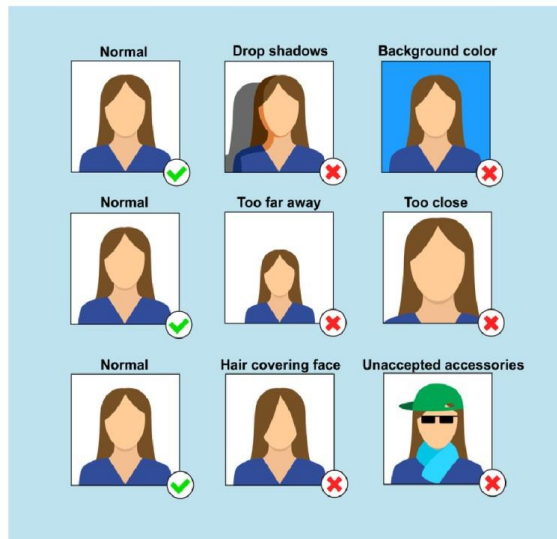 Normal
Drop shadows
Background color
Normal
Too far away
Too close
Normal
Hair covering face
Unaccepted accessories